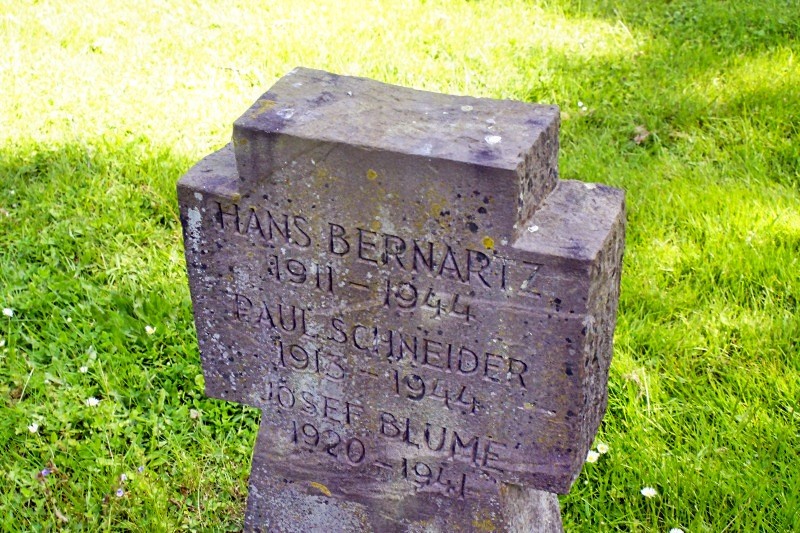 HANS BERNARTZ
1911 – 1944
PAUL SCHNEIDER
1913 – 1944
JOSEF BLUME
1920 – 1941